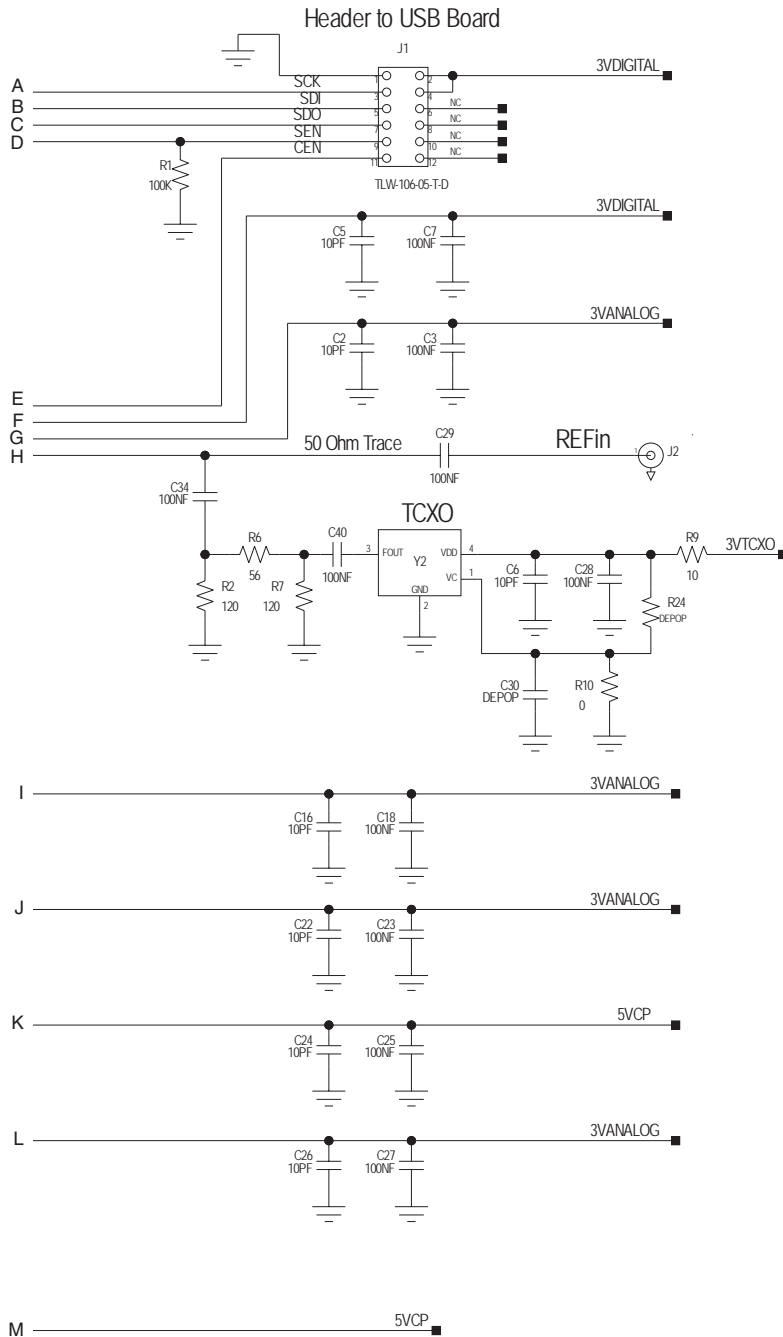 Header to USB Board
J1
3VDIGITAL
1 2
A SCK 3 4
B SDI 5 6 NC
C SDO 7 8 NC
D SEN 9 10 NC
CEN 11 12 NC
R1
100K
TLW-106-05-T-D
3VDIGITAL
C5 C7
10PF 100NF
3VANALOG
C2 C3
10PF 100NF
E
F
G
H 50 Ohm Trace C29 REFin 1 J2
100NF
C34
100NF
TCXO
R6 C40
56 100NF
3 FOUT Y2 VDD 4
VC 1
GND
2
R9 3VTCXO
10
R2 R7
120 120
C6 C28
10PF 100NF
R24
DEPOP
C30 R10
DEPOP 0
I 3VANALOG
C16 C18
10PF 100NF
J 3VANALOG
C22 C23
10PF 100NF
K 5VCP
C24 C25
10PF 100NF
L 3VANALOG
C26 C27
10PF 100NF
M 5VCP